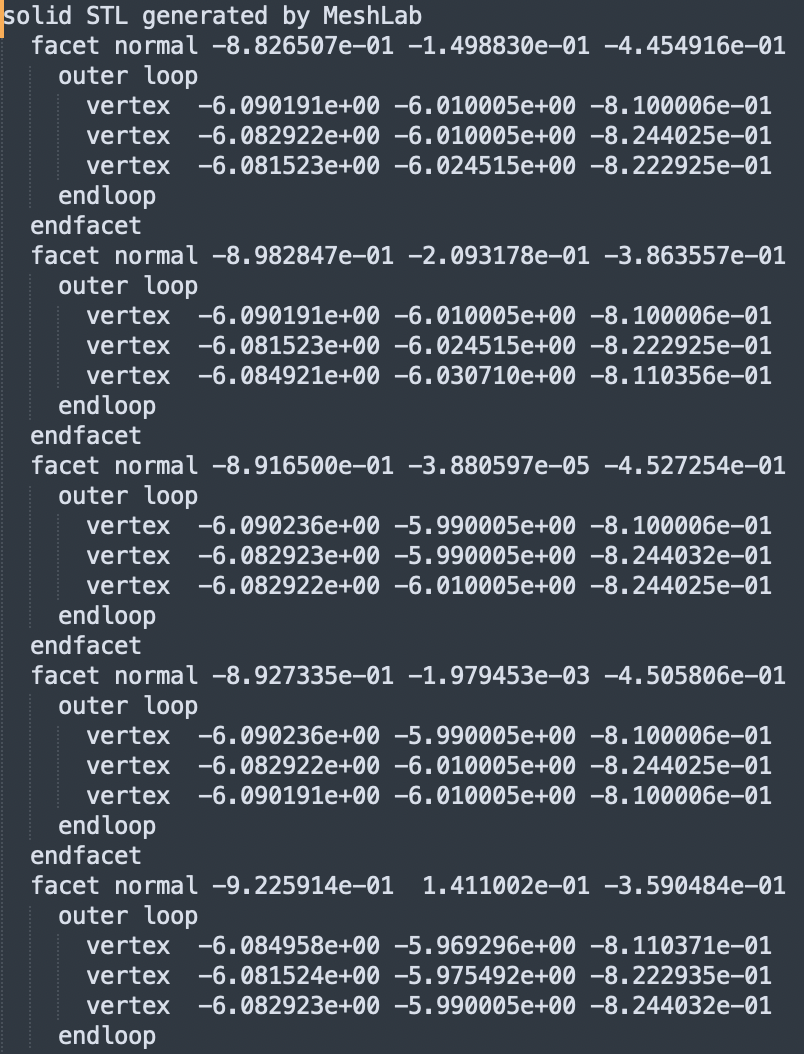 solid STL generated by MeshLab
  facet normal -8.826507e-01 -1.498830e-01 -4.454916e-01
    outer loop
      vertex  -6.090191e+00 -6.010005e+00 -8.100006e-01
      vertex  -6.082922e+00 -6.010005e+00 -8.244025e-01
      vertex  -6.081523e+00 -6.024515e+00 -8.222925e-01
    endloop
  endfacet
  facet normal -8.982847e-01 -2.093178e-01 -3.863557e-01
    outer loop
      vertex  -6.090191e+00 -6.010005e+00 -8.100006e-01
      vertex  -6.081523e+00 -6.024515e+00 -8.222925e-01
      vertex  -6.084921e+00 -6.030710e+00 -8.110356e-01
    endloop
  endfacet
  facet normal -8.916500e-01 -3.880597e-05 -4.527254e-01
    outer loop
      vertex  -6.090236e+00 -5.990005e+00 -8.100006e-01
      vertex  -6.082923e+00 -5.990005e+00 -8.244032e-01
      vertex  -6.082922e+00 -6.010005e+00 -8.244025e-01
    endloop
  endfacet
  facet normal -8.927335e-01 -1.979453e-03 -4.505806e-01
    outer loop
      vertex  -6.090236e+00 -5.990005e+00 -8.100006e-01
      vertex  -6.082922e+00 -6.010005e+00 -8.244025e-01
      vertex  -6.090191e+00 -6.010005e+00 -8.100006e-01
    endloop
  endfacet
  facet normal -9.225914e-01  1.411002e-01 -3.590484e-01
    outer loop
      vertex  -6.084958e+00 -5.969296e+00 -8.110371e-01
      vertex  -6.081524e+00 -5.975492e+00 -8.222935e-01
      vertex  -6.082923e+00 -5.990005e+00 -8.244032e-01
    endloop